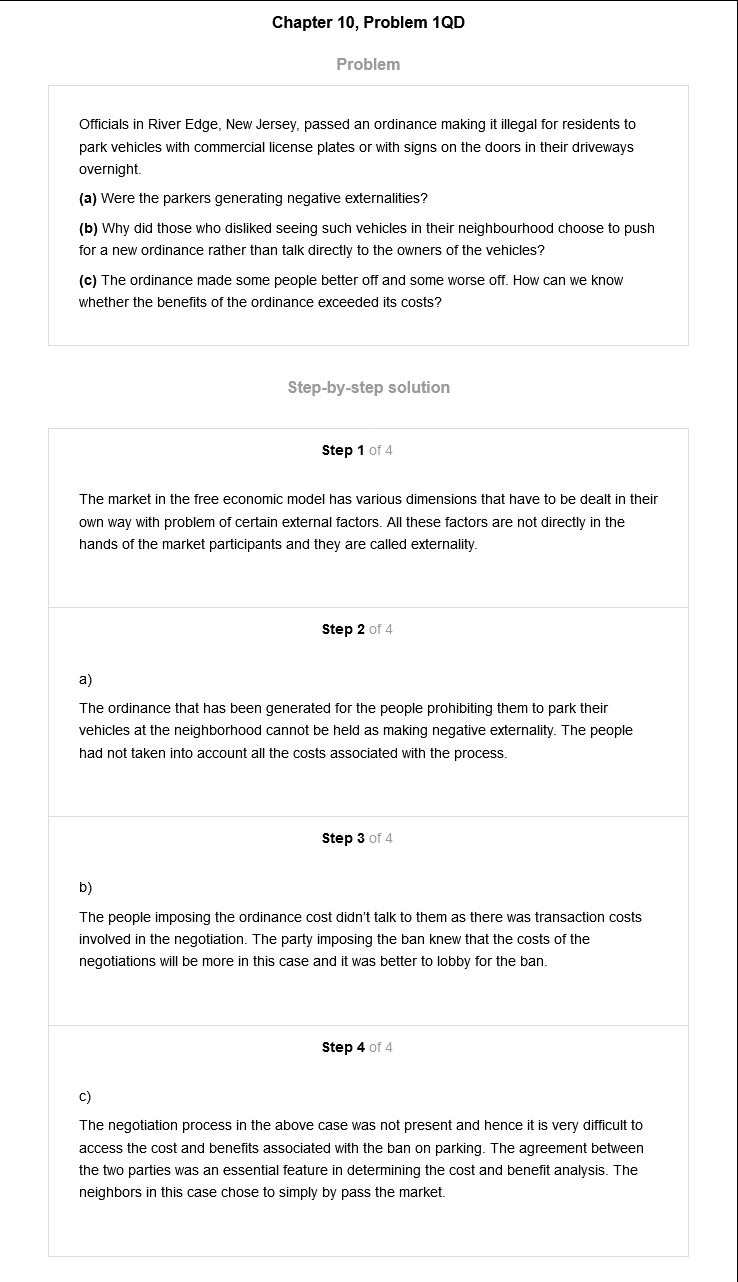 Chapter 10, Problem 1QD
Problem
Officials in River Edge, New Jersey, passed an ordinance making it illegal for residents to
park vehicles with commercial license plates or with signs on the doors in their driveways
overnight.
(a) Were the parkers generating negative externalities?
(b) Why did those who disliked seeing such vehicles in their neighbourhood choose to push
for a new ordinance rather than talk directly to the owners of the vehicles?
(c) The ordinance made some people better off and some worse off. How can we know
whether the benefits of the ordinance exceeded its costs?
Step-by-step solution
Step 1 of 4
The market in the free economic model has various dimensions that have to be dealt in their
own way with problem of certain external factors. All these factors are not directly in the
hands of the market participants and they are called externality.
Step 2 of 4
a)
The ordinance that has been generated for the people prohibiting them to park their
vehicles at the neighborhood cannot be held as making negative externality. The people
had not taken into account all the costs associated with the process.
Step 3 of 4
b)
The people imposing the ordinance cost didn't talk to them as there was transaction costs
involved in the negotiation. The party imposing the ban knew that the costs of the
negotiations will be more in this case and it was better to lobby for the ban.
Step 4 of 4
c)
The negotiation process in the above case was not present and hence it is very difficult to
access the cost and benefits associated with the ban on parking. The agreement between
the two parties was an essential feature in determining the cost and benefit analysis. The
neighbors in this case chose to simply by pass the market.